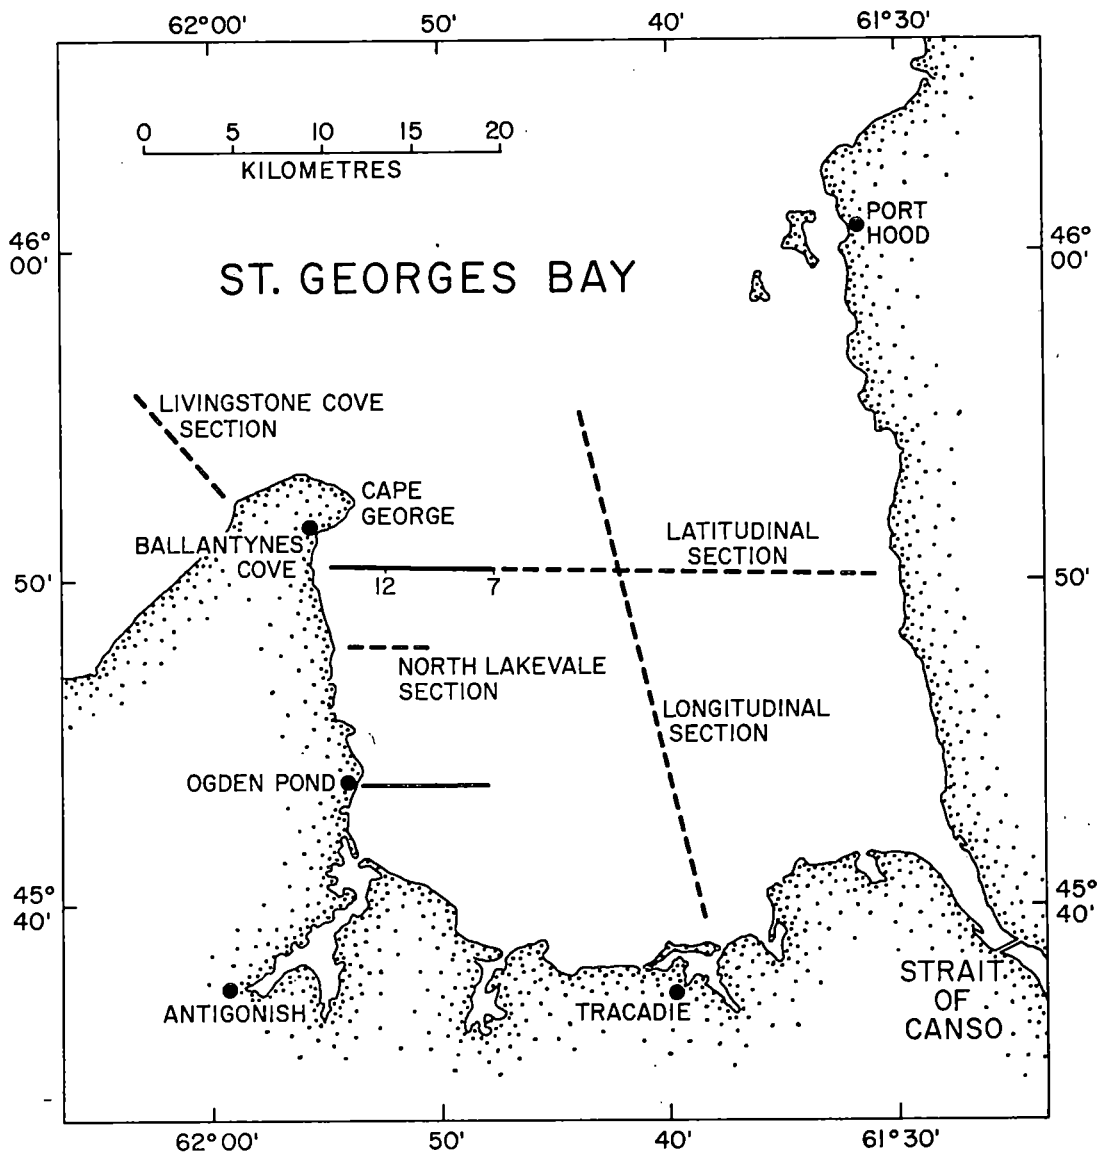 62°00' 50' 40' 61°30'
0 5 10 15 20
KILOMETRES
PORT
HOOD
46°
00'
46°
00'
ST. GEORGES BAY
LIVINGSTONE COVE
SECTION
CAPE
GEORGE
BALLANTYNES
COVE
LATITUDINAL
SECTION
12 7
50'
50'
NORTH LAKEVALE
SECTION
LONGITUDINAL
SECTION
OGDEN POND
45°
40'
45°
40'
STRAIT
OF
CANSO
ANTIGONISH
TRACADIE
62°00' 50' 40' 61°30'